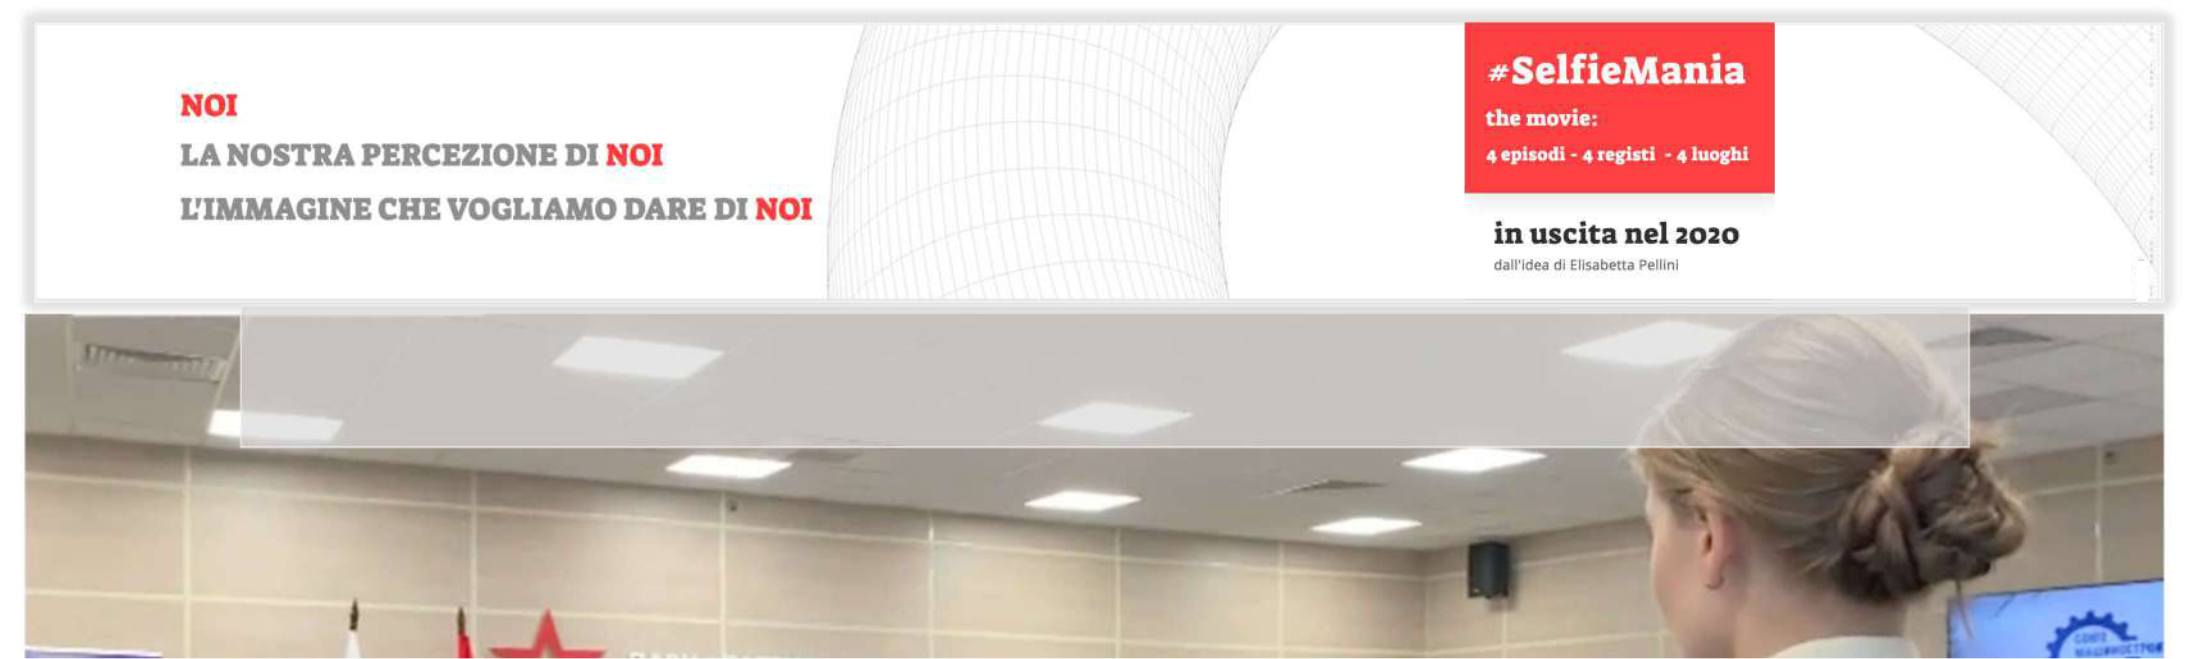 NOI
LA NOSTRA PERCEZIONE DI NOI
L'IMMAGINE CHE VOGLIAMO DARE DI NOI
#SelfieMania
the movie:
4 episodi - 4 registi - 4 luoghi
in uscita nel 2020
dall'idea di Elisabetta Pellini
СОЮЗ